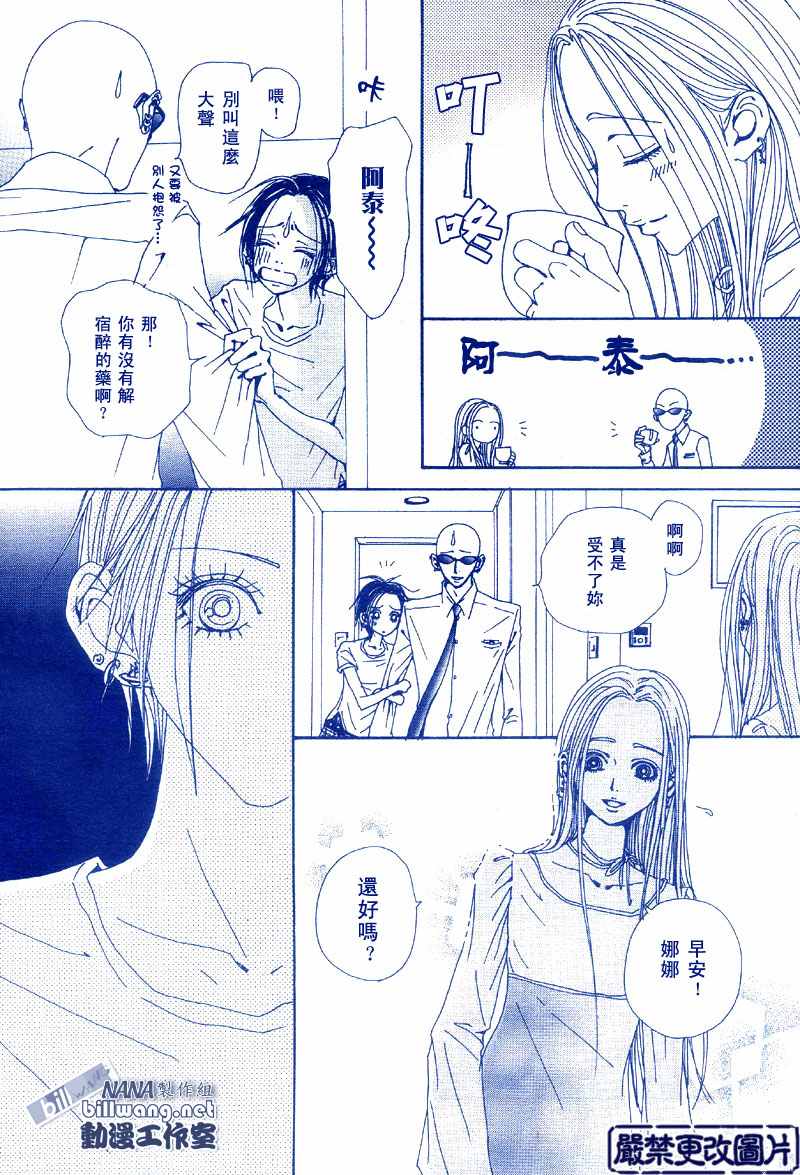 叮—咚
阿——泰——…
咔
阿泰～～
喂！
別叫這麼
大聲
又要被
別人抱怨了…
那！
你有沒有解
宿醉的藥啊？
啊啊
真是
受不了妳
早安！
娜娜
還好嗎？
billwang
NANA製作組
billwang.net
動漫工作室
嚴禁更改圖片